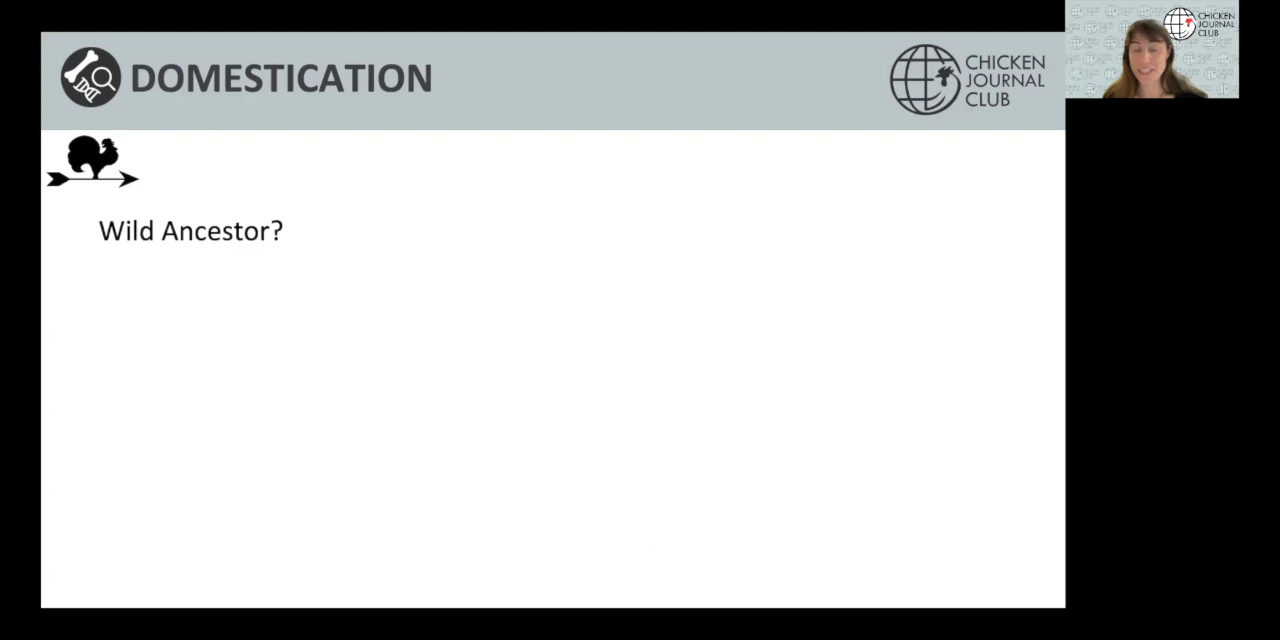 DOMESTICATION
CHICKEN
JOURNAL
CLUB
CHICKEN
JOURNAL
CLUB
Wild Ancestor?